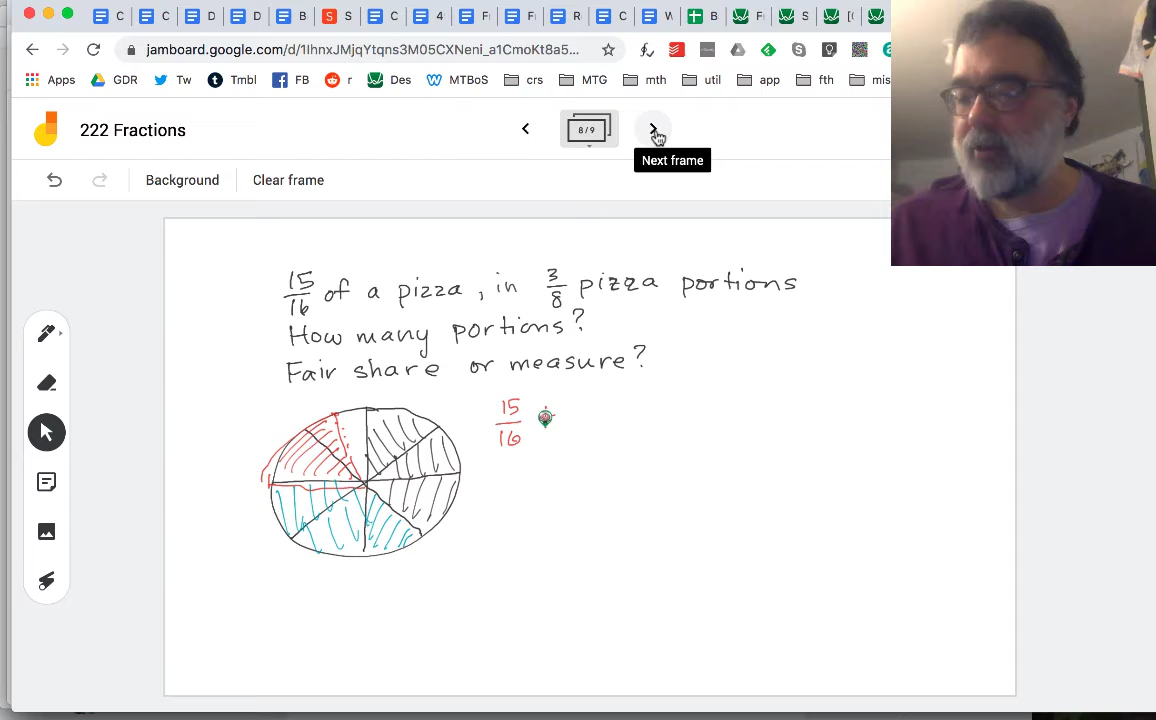 C C D D B S S C 4 F F R C W B F S [(
jamboard.google.com/d/1lhnxJMjqYtqns3M05CXNeni_a1CmoKt8a5...
Apps GDR Tw Tmbl FB r Des MTBoS crs MTG mth util app fth mis
222 Fractions
8/9
Next frame
Background Clear frame
15/16 of a pizza, in 3/8 pizza portions
How many portions?
Fair share or measure?
15
16